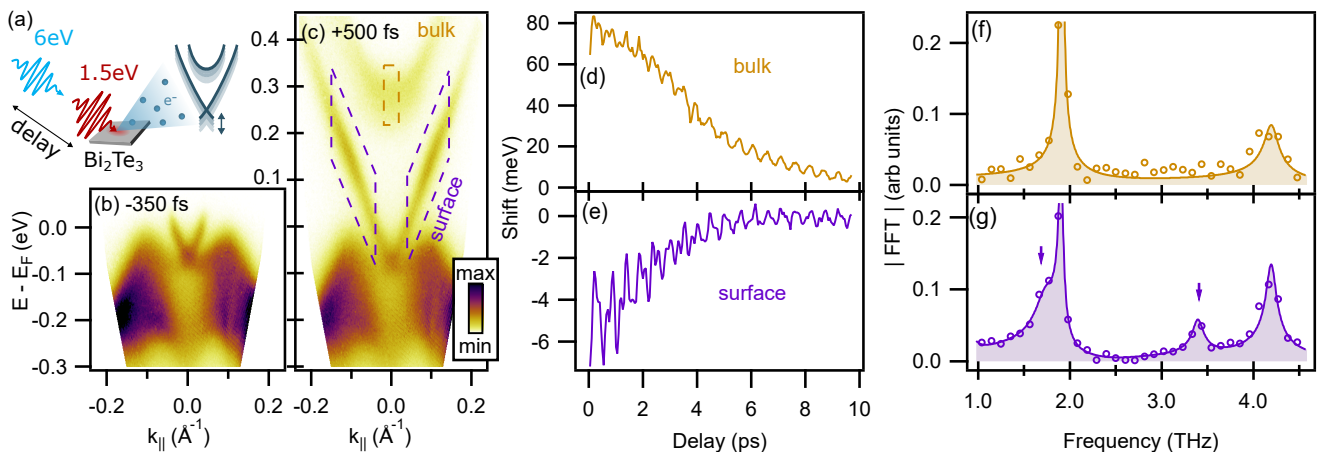 (a)
6eV
1.5eV
e-
delay
Bi2Te3
(b) -350 fs
0.0
-0.1
-0.2
-0.3
E - EF (eV)
-0.2
0.0
0.2
k|| (Å-1)
(c) +500 fs
bulk
0.4
0.3
0.2
0.1
surface
max
min
-0.2
0.0
0.2
k|| (Å-1)
80
60
40
20
0
(d)
bulk
Shift (meV)
0
-2
-4
-6
(e)
surface
0
2
4
6
8
10
Delay (ps)
(f)
0.2
0.1
0.0
| FFT | (arb units)
(g)
0.2
0.1
0.0
1.0
2.0
3.0
4.0
Frequency (THz)